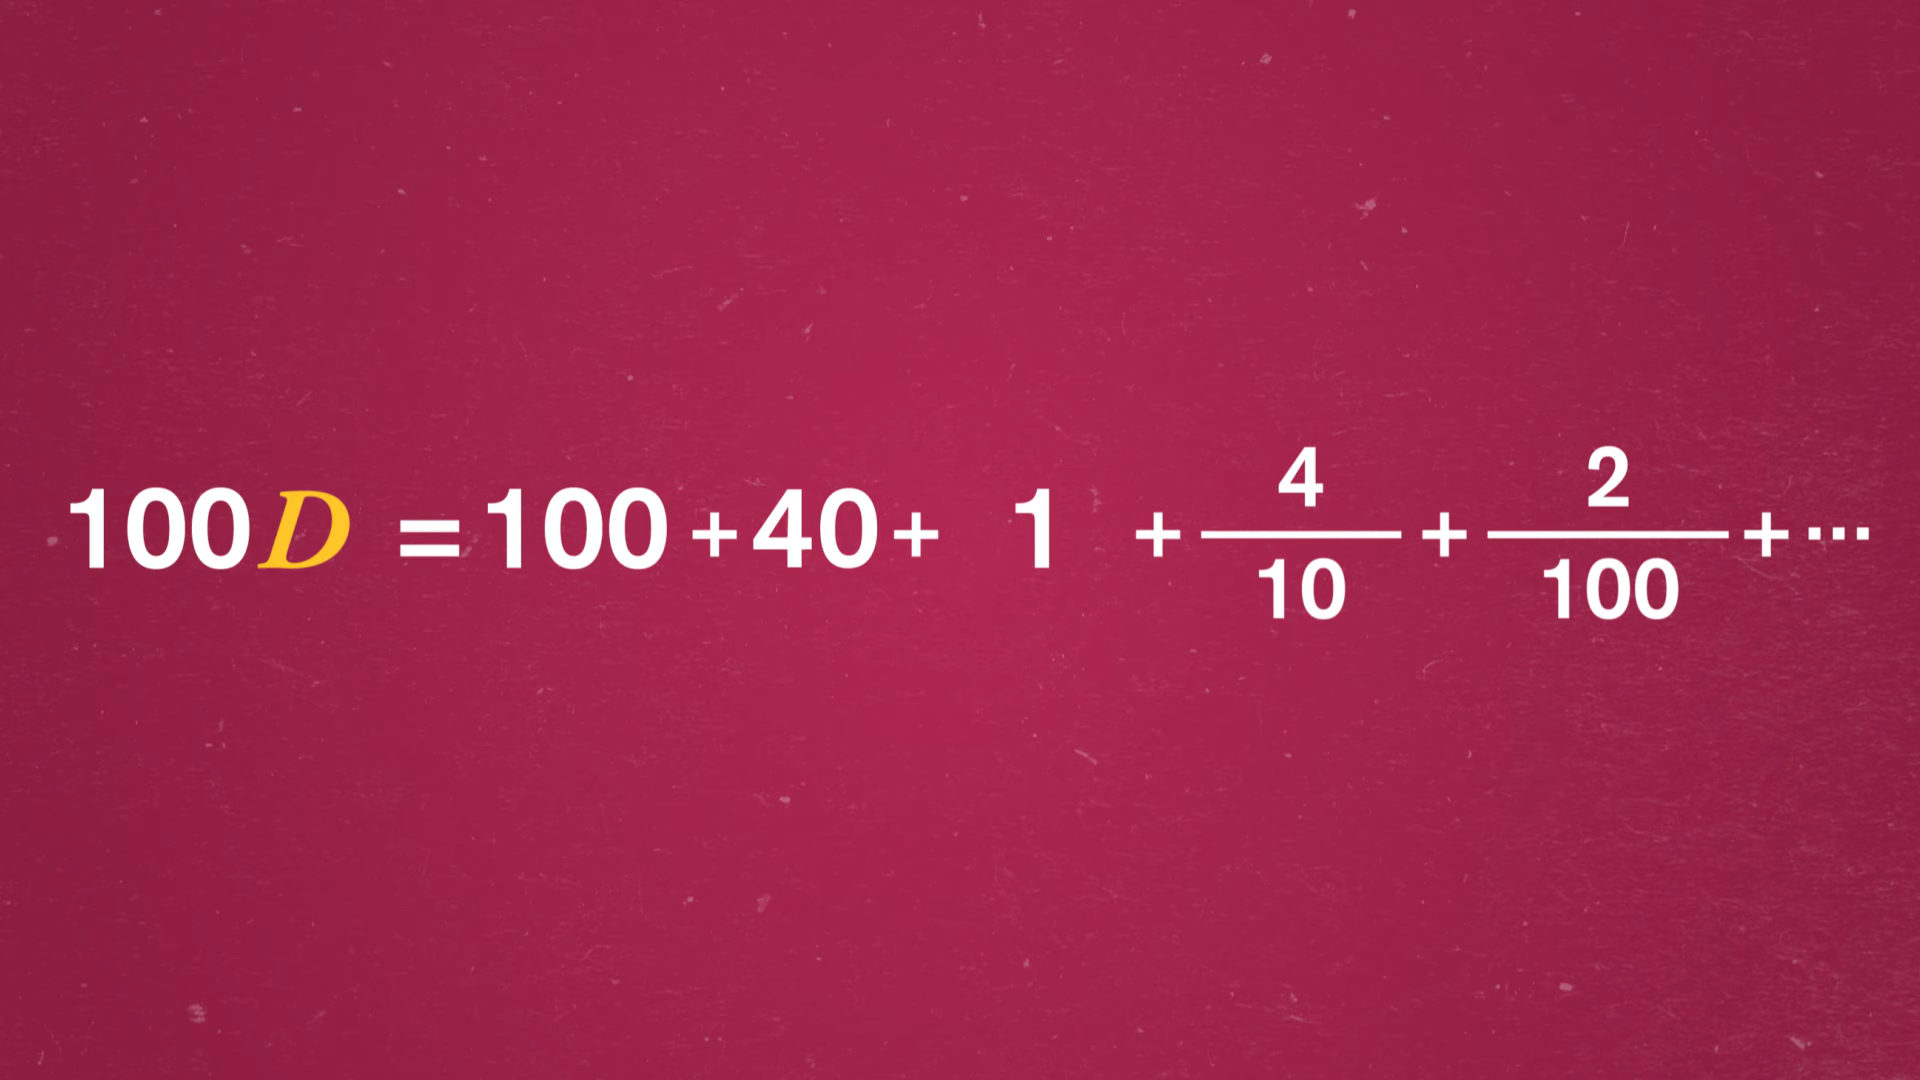 100D = 100 + 40 + 1 + 4/10 + 2/100 + ...